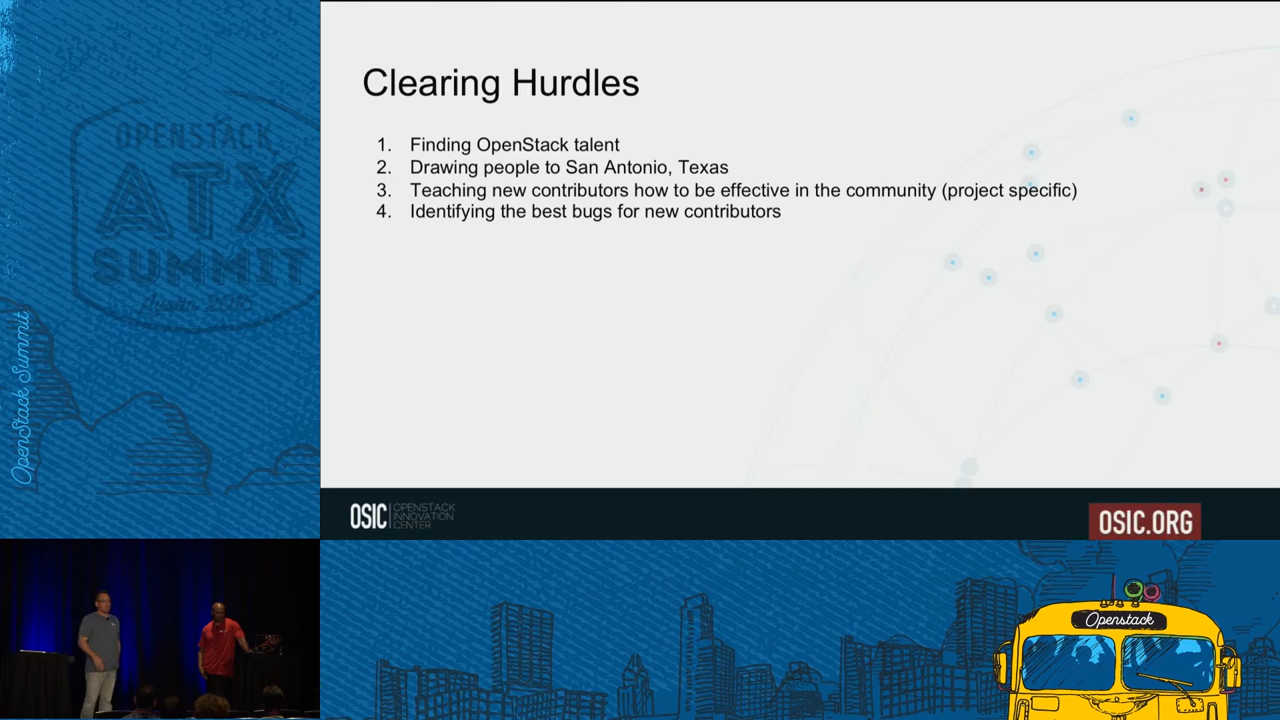 OPENSTACK
ATX
SUMMIT
Austin 2016
OpenStack Summit
Clearing Hurdles
1. Finding OpenStack talent
2. Drawing people to San Antonio, Texas
3. Teaching new contributors how to be effective in the community (project specific)
4. Identifying the best bugs for new contributors
OSIC OPENSTACK
INNOVATION
CENTER
OSIC.ORG
Openstack